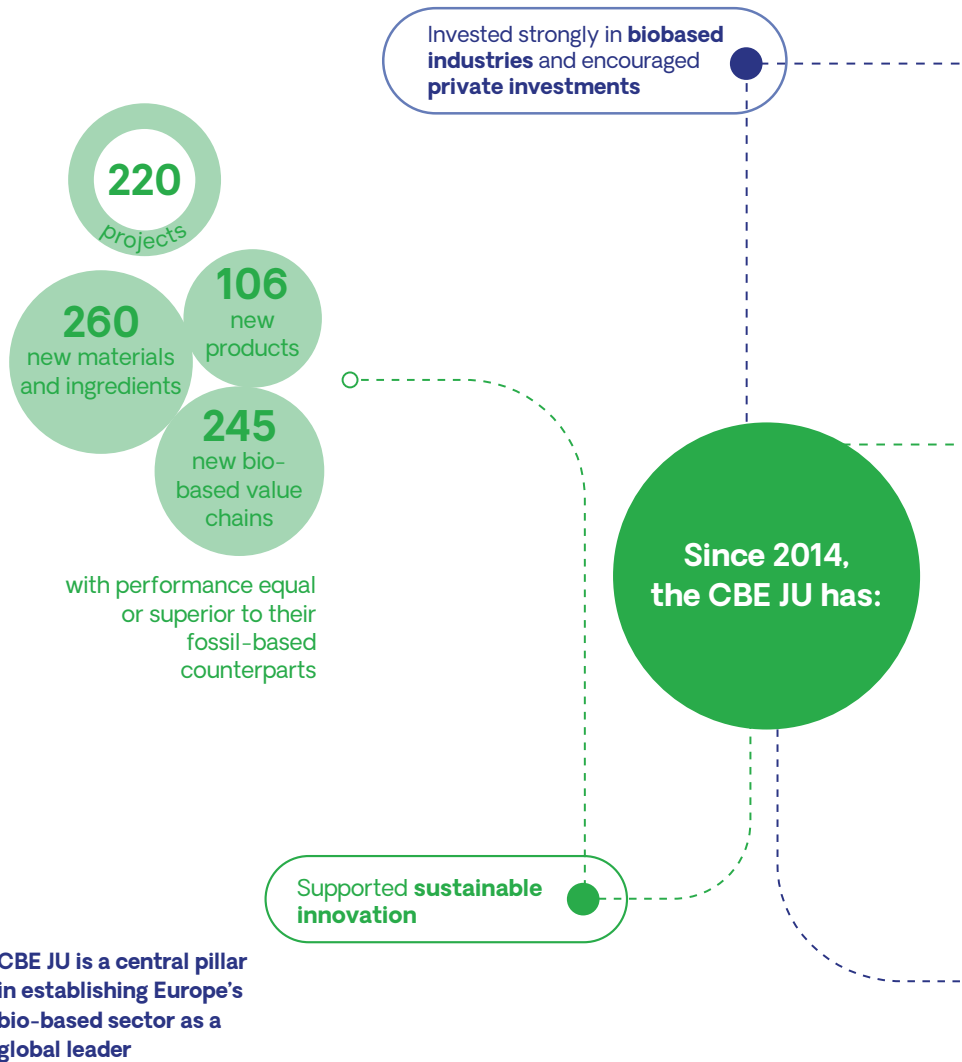 Invested strongly in biobased
industries and encouraged
private investments
220
projects
106
new
products
260
new materials
and ingredients
245
new bio-
based value
chains
with performance equal
or superior to their
fossil-based
counterparts
Since 2014,
the CBE JU has:
Supported sustainable
innovation
CBE JU is a central pillar
in establishing Europe's
bio-based sector as a
global leader